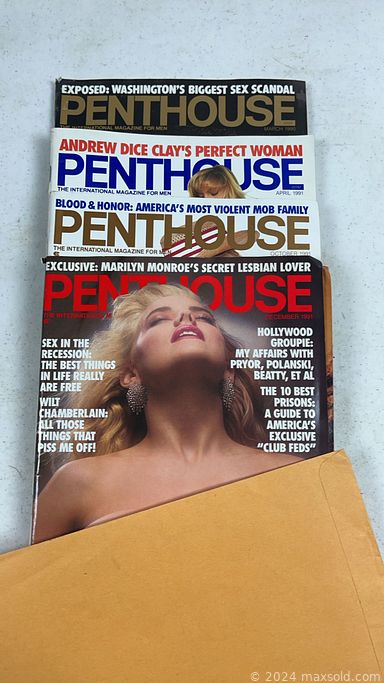 EXPOSED: WASHINGTON'S BIGGEST SEX SCANDAL
PENTHOUSE
THE INTERNATIONAL MAGAZINE FOR MEN
MARCH 1990
ANDREW DICE CLAY'S PERFECT WOMAN
PENTHOUSE
THE INTERNATIONAL MAGAZINE FOR MEN
APRIL 1991
BLOOD & HONOR: AMERICA'S MOST VIOLENT MOB FAMILY
PENTHOUSE
THE INTERNATIONAL MAGAZINE FOR MEN
OCTOBER 1991
EXCLUSIVE: MARILYN MONROE'S SECRET LESBIAN LOVER
PENTHOUSE
THE INTERNATIONAL
DECEMBER 1991
SEX IN THE
RECESSION:
THE BEST THINGS
IN LIFE REALLY
ARE FREE
WILT
CHAMBERLAIN:
ALL THOSE
THINGS THAT
PISS ME OFF!
HOLLYWOOD
GROUPIE:
MY AFFAIRS WITH
PRYOR, POLANSKI,
BEATTY, ET AL
THE 10 BEST
PRISONS:
A GUIDE TO
AMERICA'S
EXCLUSIVE
"CLUB FEDS"
© 2024 maxsold.com